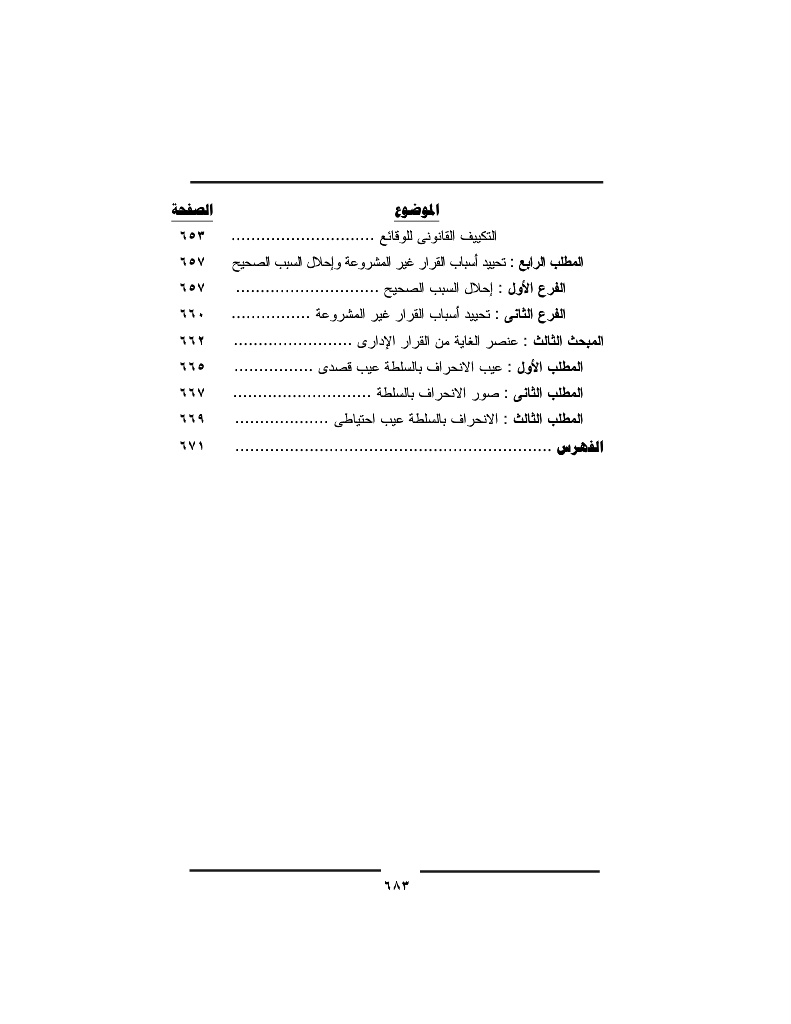 الموضوع الصفحة
التكييف القانونى للوقائع ............................. ٦٥٣
المطلب الرابع : تحييد أسباب القرار غير المشروعة وإحلال السبب الصحيح ٦٥٧
الفرع الأول : إحلال السبب الصحيح ............................. ٦٥٧
الفرع الثانى : تحييد أسباب القرار غير المشروعة ................ ٦٦٠
المبحث الثالث : عنصر الغاية من القرار الإدارى ........................ ٦٦٢
المطلب الأول : عيب الانحراف بالسلطة عيب قصدى ................ ٦٦٥
المطلب الثانى : صور الانحراف بالسلطة ............................ ٦٦٧
المطلب الثالث : الانحراف بالسلطة عيب احتياطى ................... ٦٦٩
الفهرس ................................................................ ٦٧١
٦٨٣